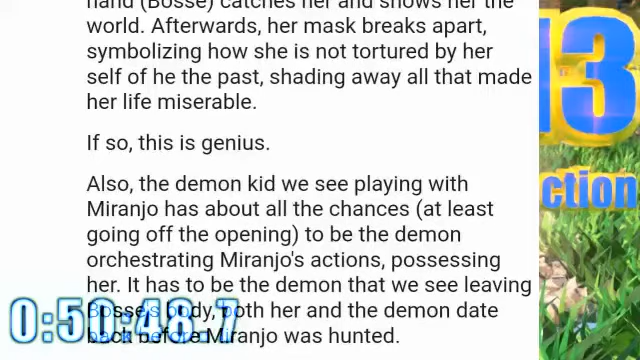 hand (Bosse) catches her and shows her the
world. Afterwards, her mask breaks apart,
symbolizing how she is not tortured by her
self of he the past, shading away all that made
her life miserable.
If so, this is genius.
Also, the demon kid we see playing with
Miranjo has about all the chances (at least
going off the opening) to be the demon
orchestrating Miranjo's actions, possessing
her. It has to be the demon that we see leaving
Bosse's body, both her and the demon date
back before Miranjo was hunted.
0:50:48.7
13
ction